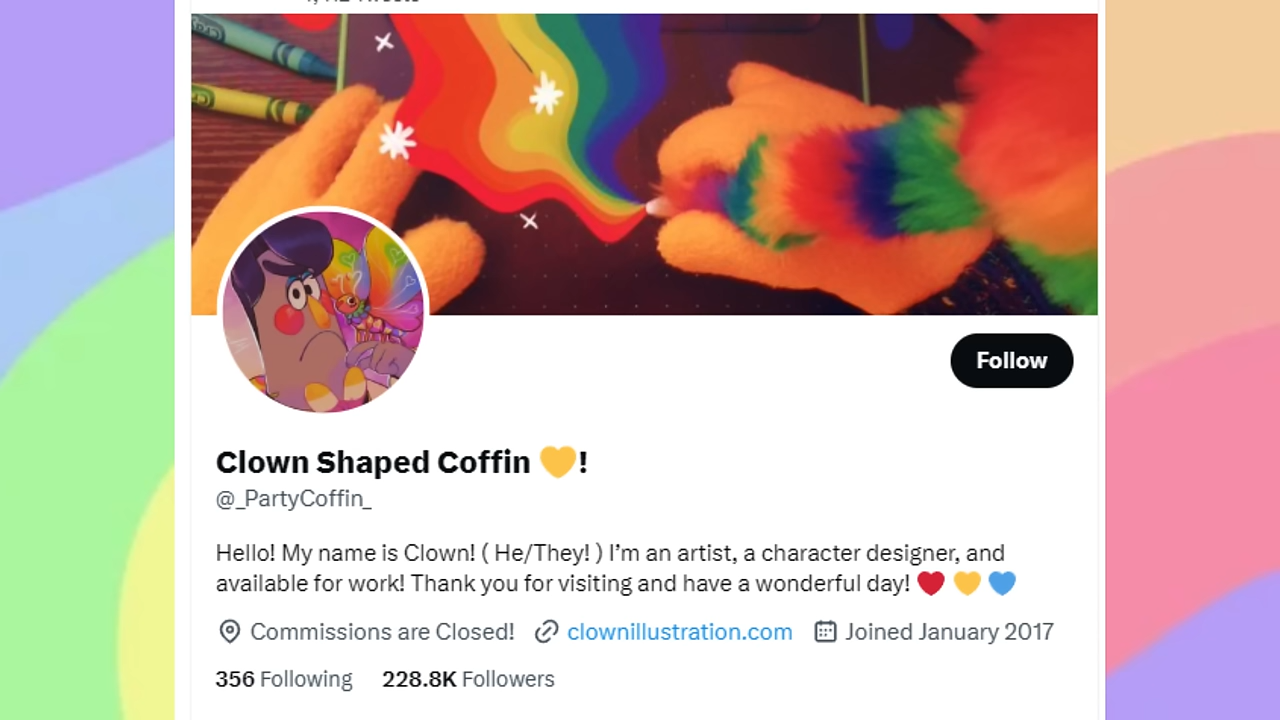 Follow
Clown Shaped Coffin 💛!
@_PartyCoffin_
Hello! My name is Clown! ( He/They! ) I’m an artist, a character designer, and
available for work! Thank you for visiting and have a wonderful day! ❤️ 💛 💙
Commissions are Closed! clownillustration.com Joined January 2017
356 Following 228.8K Followers